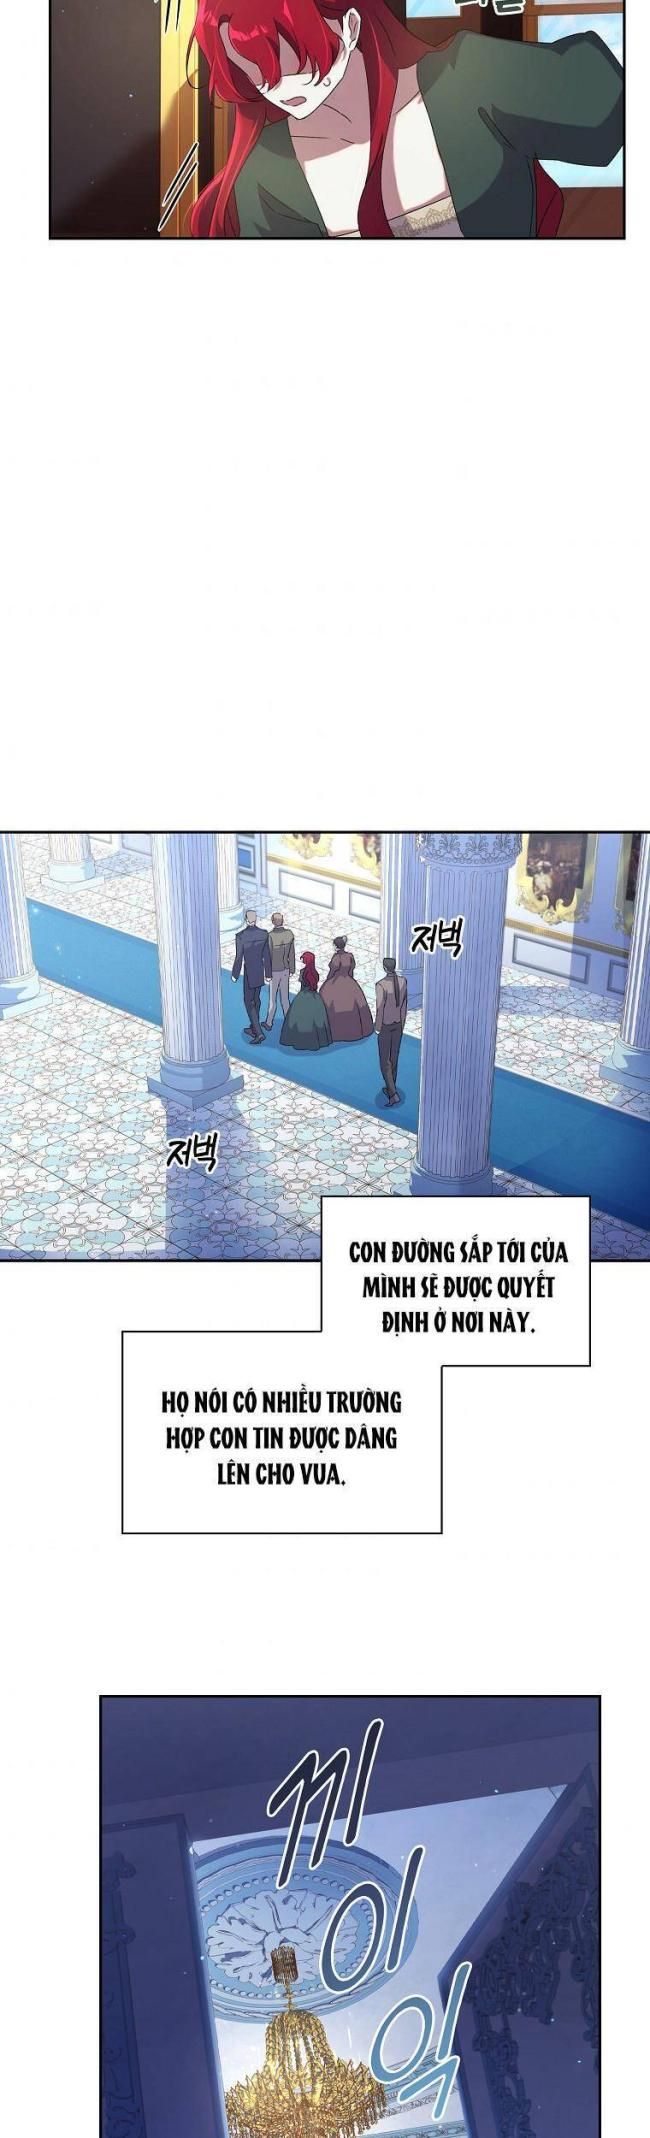 저벅
저벅
CON ĐƯỜNG SẮP TỚI CỦA
MÌNH SẼ ĐƯỢC QUYẾT
ĐỊNH Ở NƠI NÀY.
HỌ NÓI CÓ NHIỀU TRƯỜNG
HỢP CON TIN ĐƯỢC DÂNG
LÊN CHO VUA.
끼
이
익